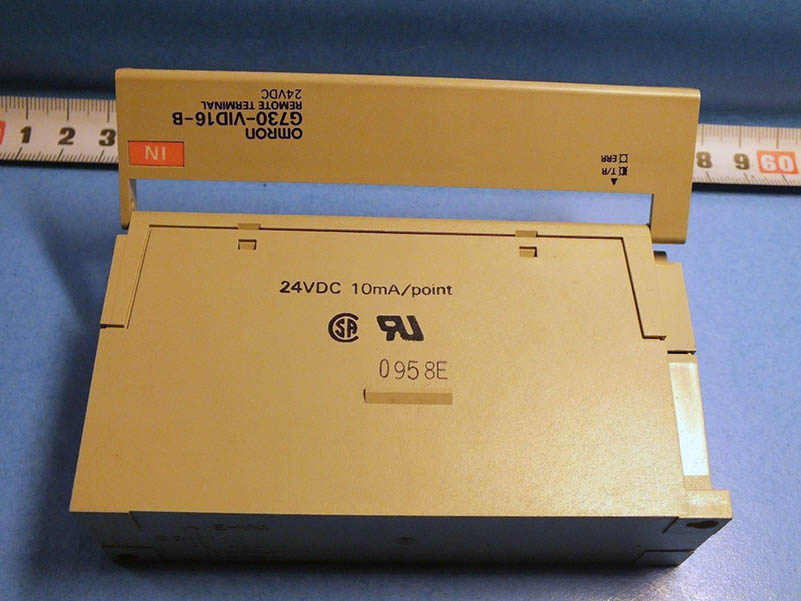 OMRON
G730-VID16-B
REMOTE TERMINAL
24VDC
IN
T/R
ERR
1 2 3
8 9 60
24VDC 10mA/point
0958E